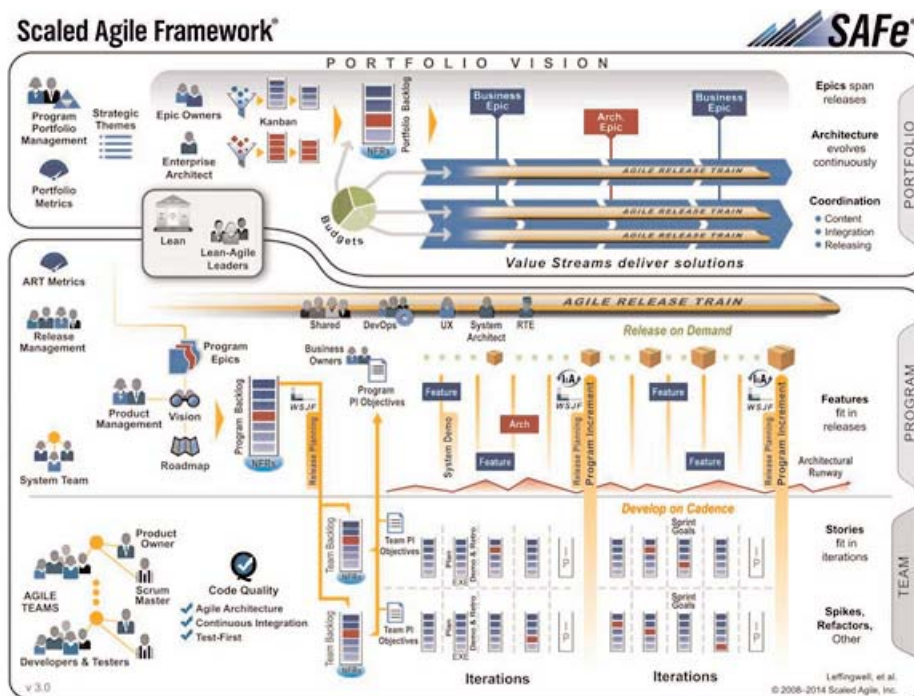 Scaled Agile Framework®
SAFe™
PORTFOLIO VISION
Program
Portfolio
Management
Strategic
Themes
Epic Owners
Kanban
Enterprise
Architect
Portfolio Backlog
NFRs
Business
Epic
Arch.
Epic
Business
Epic
Epics span
releases
Architecture
evolves
continuously
Coordination
Content
Integration
Releasing
PORTFOLIO
Portfolio
Metrics
Lean
Lean-Agile
Leaders
Budgets
AGILE RELEASE TRAIN
AGILE RELEASE TRAIN
AGILE RELEASE TRAIN
Value Streams deliver solutions
ART Metrics
Release
Management
AGILE RELEASE TRAIN
Shared
DevOps
UX
System
Architect
RTE
Release on Demand
Program
Epics
Business
Owners
Program
PI Objectives
Product
Management
Vision
Roadmap
Program Backlog
NFRs
WSJF
Release Planning
System Team
Feature
System Demo
Feature
Arch
I&A
WSJF
Release Planning
Program Increment
Feature
Feature
I&A
WSJF
Release Planning
Program Increment
Features
fit in
releases
Architectural
Runway
PROGRAM
Develop on Cadence
Product
Owner
Scrum
Master
AGILE
TEAMS
Developers & Testers
Code Quality
Agile Architecture
Continuous Integration
Test-First
Team Backlog
NFRs
Team PI
Objectives
Plan
EXE
Demo & Retro
I P
Sprint
Goals
I P
Stories
fit in
iterations
Team Backlog
NFRs
Team PI
Objectives
Plan
EXE
Demo & Retro
I P
Sprint
Goals
I P
Spikes,
Refactors,
Other
TEAM
Iterations
Iterations
v 3.0
Leffingwell, et al.
© 2008–2014 Scaled Agile, Inc.